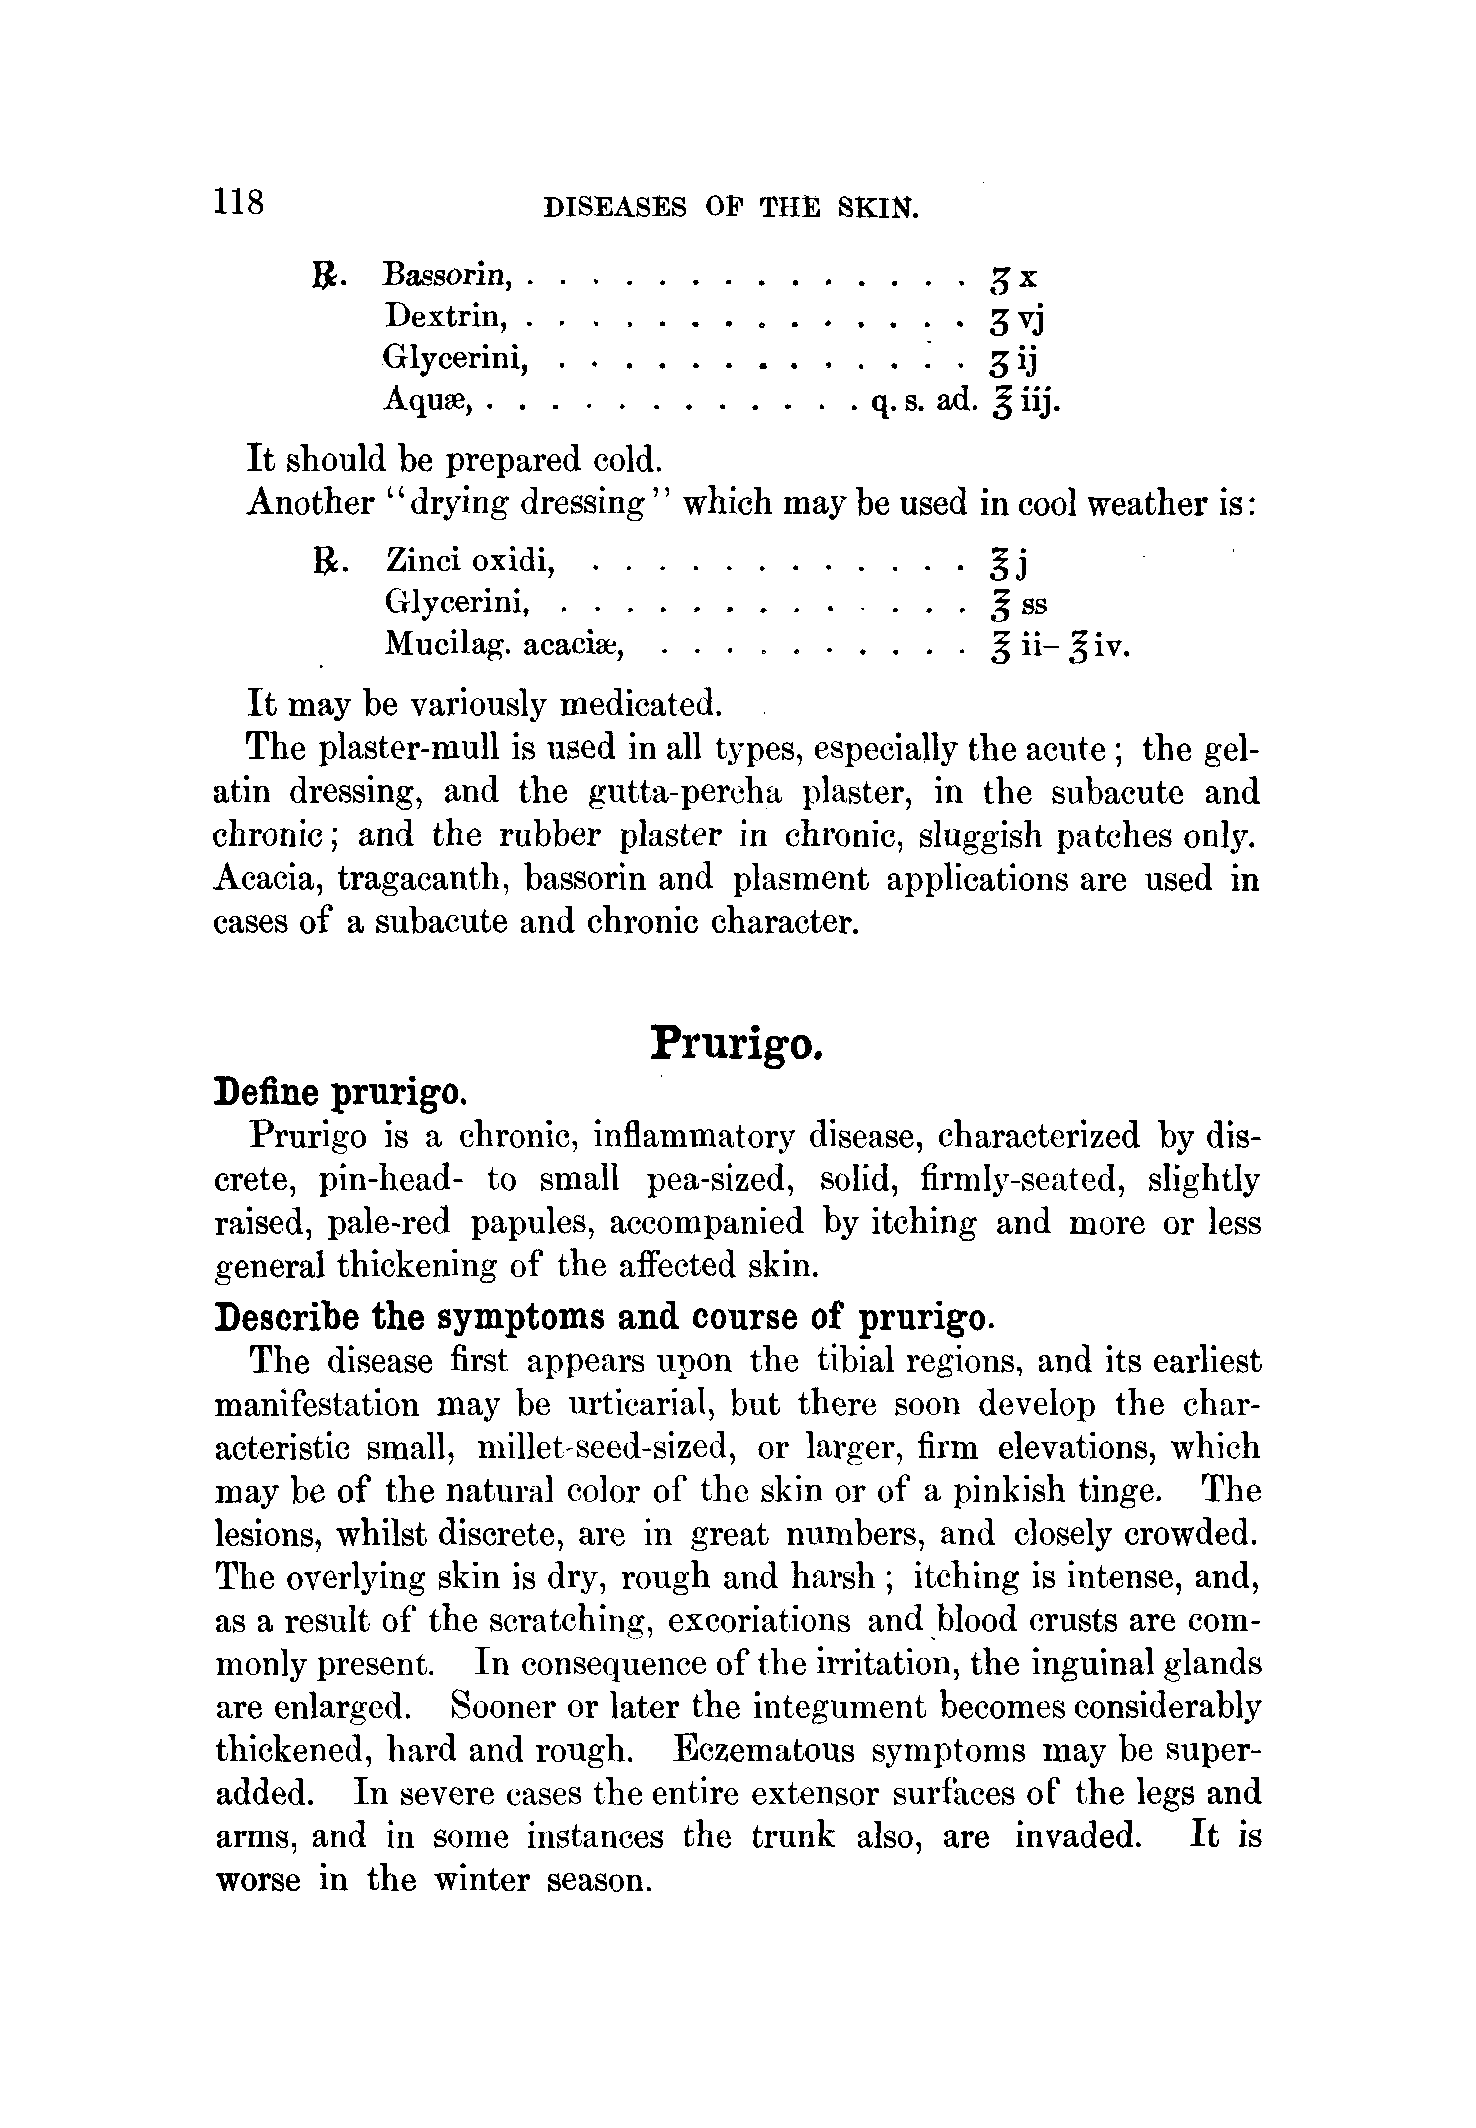 118 DISEASES OF THE SKIN.
℞. Bassorin, . . . . . . . . . . . . . . ʒ x
Dextrin, . . . . . . . . . . . . . . ʒ vj
Glycerini, . . . . . . . . . . . . . ʒ ij
Aquæ, . . . . . . . . . . . . q. s. ad. ℥ iij.
It should be prepared cold.
Another "drying dressing" which may be used in cool weather is:
℞. Zinci oxidi, . . . . . . . . . . . . ℥ j
Glycerini, . . . . . . . . . . . . . ℥ ss
Mucilag. acaciæ, . . . . . . . . . . ℥ ii– ℥ iv.
It may be variously medicated.
The plaster-mull is used in all types, especially the acute; the gel-
atin dressing, and the gutta-percha plaster, in the subacute and
chronic; and the rubber plaster in chronic, sluggish patches only.
Acacia, tragacanth, bassorin and plasment applications are used in
cases of a subacute and chronic character.
Prurigo.
Define prurigo.
Prurigo is a chronic, inflammatory disease, characterized by dis-
crete, pin-head- to small pea-sized, solid, firmly-seated, slightly
raised, pale-red papules, accompanied by itching and more or less
general thickening of the affected skin.
Describe the symptoms and course of prurigo.
The disease first appears upon the tibial regions, and its earliest
manifestation may be urticarial, but there soon develop the char-
acteristic small, millet-seed-sized, or larger, firm elevations, which
may be of the natural color of the skin or of a pinkish tinge. The
lesions, whilst discrete, are in great numbers, and closely crowded.
The overlying skin is dry, rough and harsh; itching is intense, and,
as a result of the scratching, excoriations and blood crusts are com-
monly present. In consequence of the irritation, the inguinal glands
are enlarged. Sooner or later the integument becomes considerably
thickened, hard and rough. Eczematous symptoms may be super-
added. In severe cases the entire extensor surfaces of the legs and
arms, and in some instances the trunk also, are invaded. It is
worse in the winter season.